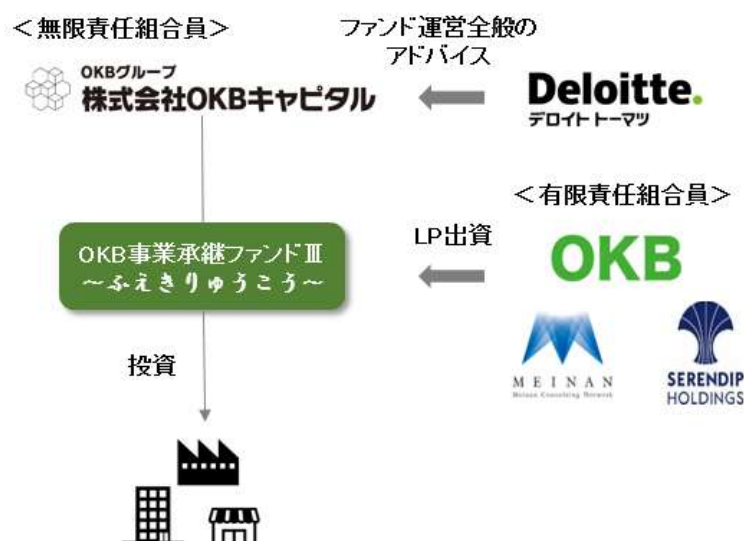 ＜無限責任組合員＞
ファンド運営全般の
アドバイス
OKBグループ
株式会社OKBキャピタル
Deloitte.
デロイト トーマツ
＜有限責任組合員＞
OKB事業承継ファンドⅢ
～ふえきりゅうこう～
LP出資
OKB
投資
MEINAN
Meinan Consulting Network
SERENDIP
HOLDINGS